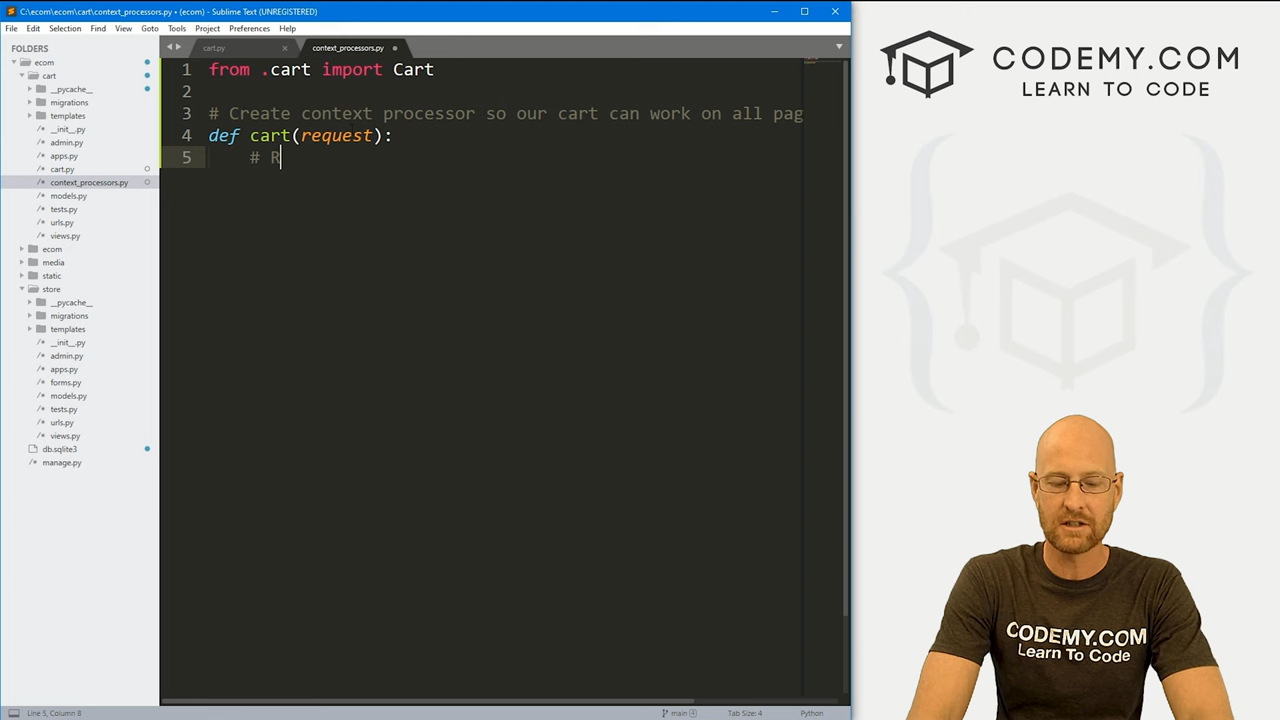 C:\ecom\ecom\cart\context_processors.py • (ecom) - Sublime Text (UNREGISTERED)
File Edit Selection Find View Goto Tools Project Preferences Help
FOLDERS
ecom
cart
__pycache__
migrations
templates
__init__.py
admin.py
apps.py
cart.py
context_processors.py
models.py
tests.py
urls.py
views.py
ecom
media
static
store
__pycache__
migrations
templates
__init__.py
admin.py
apps.py
forms.py
models.py
tests.py
urls.py
views.py
db.sqlite3
manage.py
cart.py context_processors.py
1 from .cart import Cart
2
3 # Create context processor so our cart can work on all pag
4 def cart(request):
5 # R
Line 5, Column 8 main 4 Tab Size: 4 Python
CODEMY.COM
LEARN TO CODE
CODEMY.COM
Learn To Code